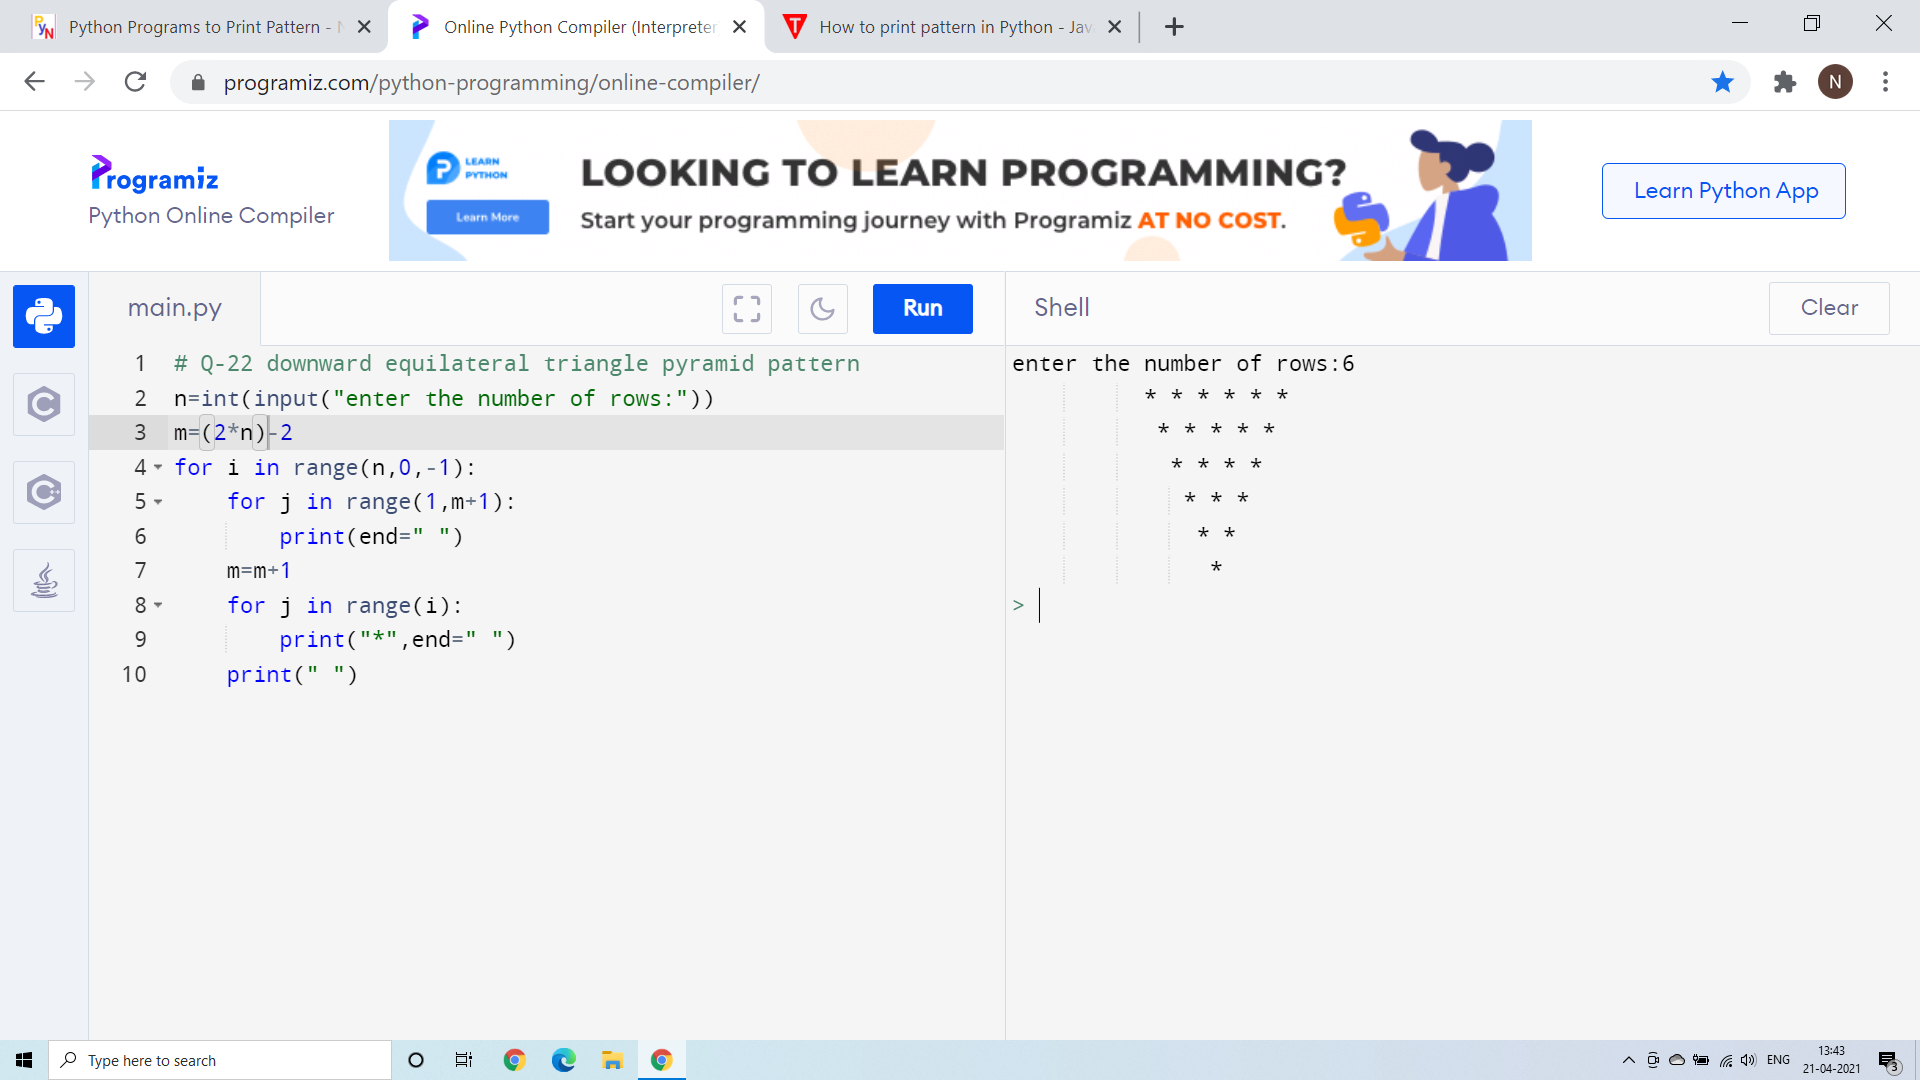 Python Programs to Print Pattern -
Online Python Compiler (Interpreter
How to print pattern in Python - Jav
programiz.com/python-programming/online-compiler/
N
Programiz
Python Online Compiler
LEARN
PYTHON
Learn More
LOOKING TO LEARN PROGRAMMING?
Start your programming journey with Programiz AT NO COST.
Learn Python App
main.py
Run
Shell
Clear
1 # Q-22 downward equilateral triangle pyramid pattern
2 n=int(input("enter the number of rows:"))
3 m=(2*n)-2
4 for i in range(n,0,-1):
5     for j in range(1,m+1):
6         print(end=" ")
7     m=m+1
8     for j in range(i):
9         print("*",end=" ")
10     print(" ")
enter the number of rows:6
          * * * * * *
           * * * * *
            * * * *
             * * *
              * *
               *
>
Type here to search
ENG
13:43
21-04-2021
3